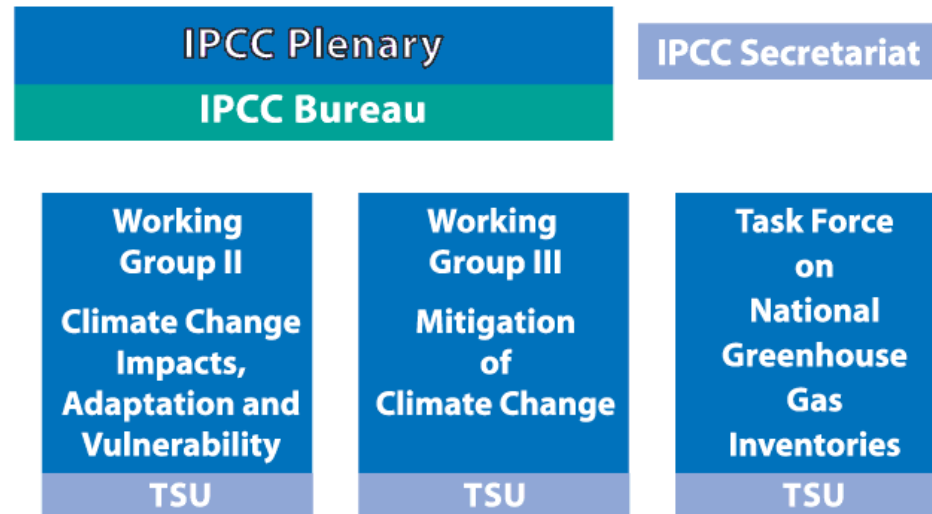 IPCC Plenary
IPCC Bureau
IPCC Secretariat
Working
Group II
Climate Change
Impacts,
Adaptation and
Vulnerability
TSU
Working
Group III
Mitigation
of
Climate Change
TSU
Task Force
on
National
Greenhouse
Gas
Inventories
TSU